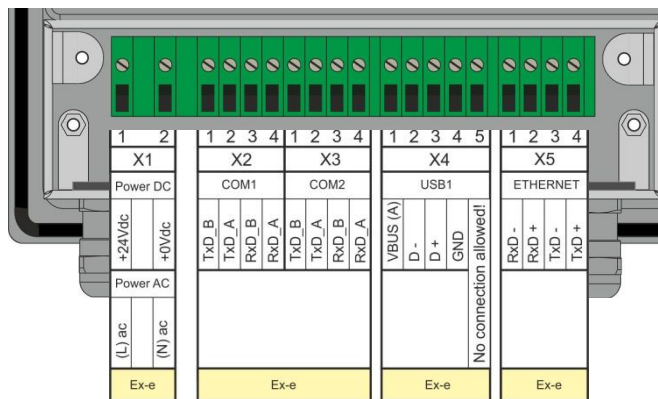 1 2 1 2 3 4 1 2 3 4 1 2 3 4 5 1 2 3 4
X1 X2 X3 X4 X5
Power DC COM1 COM2 USB1 ETHERNET
+24Vdc +0Vdc TxD_B TxD_A RxD_B RxD_A TxD_B TxD_A RxD_B RxD_A VBUS (A) D - D + GND No connection allowed! RxD - RxD + TxD - TxD +
Power AC
(L) ac (N) ac
Ex-e Ex-e Ex-e Ex-e